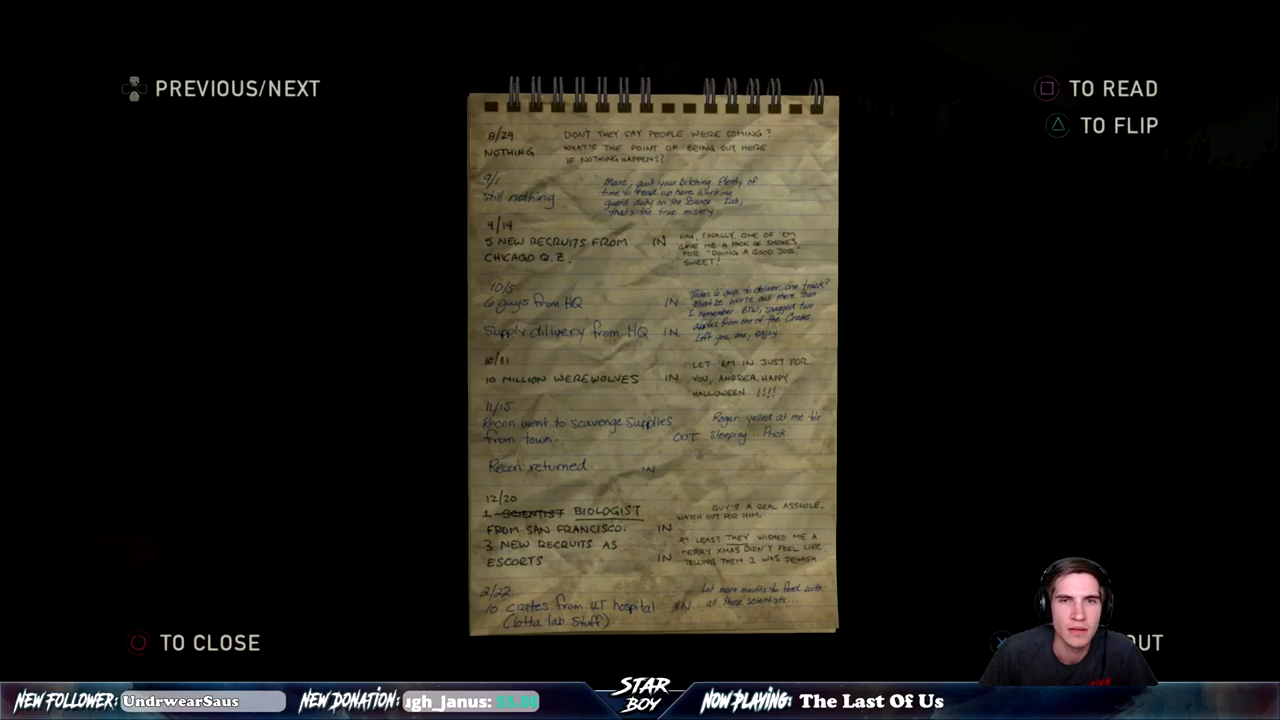 PREVIOUS/NEXT
TO READ
TO FLIP
8/29
NOTHING
DIDNT THEY SAY PEOPLE WERE COMING?
WHAT'S THE POINT OF BEING OUT HERE
IF NOTHING HAPPENS?
9/1
Still nothing
Marc, quit your bitching. Plenty of
time to read up here. Working
guard duty on the Science Lab,
that's the true misery
9/14
5 NEW RECRUITS FROM IN
CHICAGO Q.Z.
MAN, FINALLY. ONE OF 'EM
GAVE ME A PACK OF SMOKES
FOR "DOING A GOOD JOB."
SWEET!
10/5
6 guys from HQ IN
Supply dilivery from HQ IN
Takes 6 guys to deliver one truck?
Must be worse out there than
I remember. BTW, snagged two
apples from one of the Crates.
Left you one, enjoy.
10/31
10 MILLION WEREWOLVES IN
LET 'EM IN JUST FOR
YOU, ANDREA, HAPPY
HALLOWEEN !!!!
11/15
Recon went to scavenge supplies
from town. OUT
Roger yelled at me for
sleeping... Prick.
Recon returned. IN
12/20
1 SCIENTIST BIOLOGIST
FROM SAN FRANCISCO. IN
GUY'S A REAL ASSHOLE.
WATCH OUT FOR HIM.
3 NEW RECRUITS AS
ESCORTS IN
AT LEAST THEY WISHED ME A
MERRY XMAS DIDN'T FEEL LIKE
TELLING THEM I WAS JEWISH
2/22
10 crates from UT hospital IN
(lotta lab stuff)
Lot more mouths to feed with
all these scientists...
TO CLOSE
OUT
NEW FOLLOWER: UndrwearSaus
NEW DONATION: ugh_Janus:
STAR
BOY
NOW PLAYING: The Last Of Us